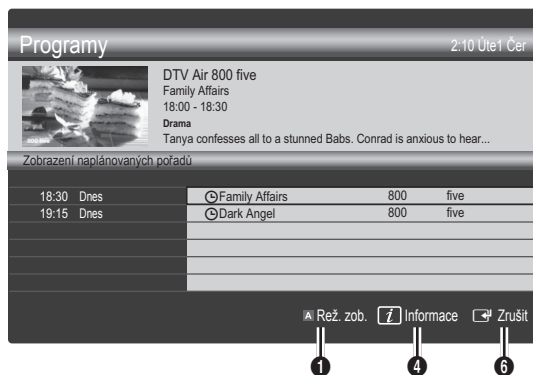 Programy
2:10 Úte1 Čer
DTV Air 800 five
Family Affairs
18:00 - 18:30
Drama
Tanya confesses all to a stunned Babs. Conrad is anxious to hear...
Zobrazení naplánovaných pořadů
18:30 Dnes Family Affairs 800 five
19:15 Dnes Dark Angel 800 five
A Rež. zob. i Informace Zrušit
1 4 6